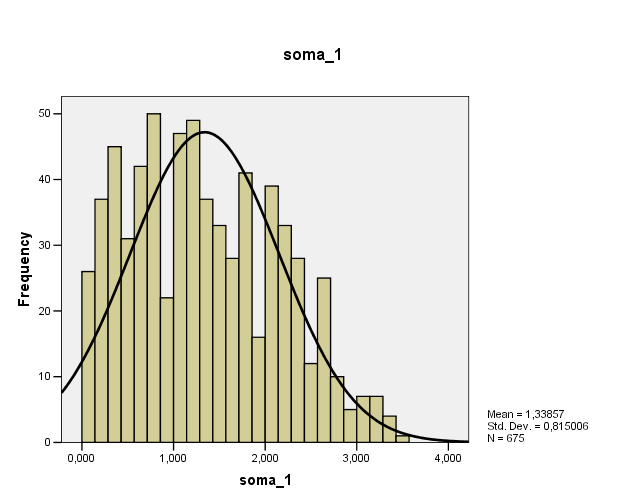 soma_1
50
40
30
20
10
0
Frequency
0,000 1,000 2,000 3,000 4,000
soma_1
Mean = 1,33857
Std. Dev. = 0,815006
N = 675